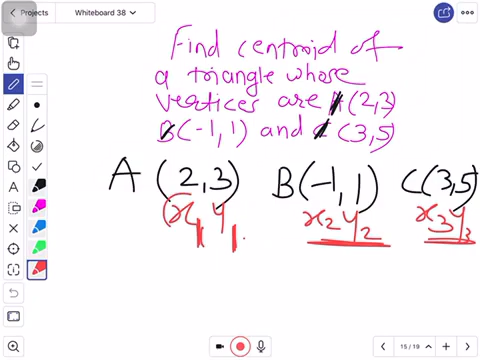 Projects Whiteboard 38
Find centroid of
a triangle whose
vertices are A(2,3)
B(-1,1) and C(3,5)
A (2,3) B(-1,1) C(3,5)
(x₁ y₁ x₂ y₂ x₃ y₃
A
15/19